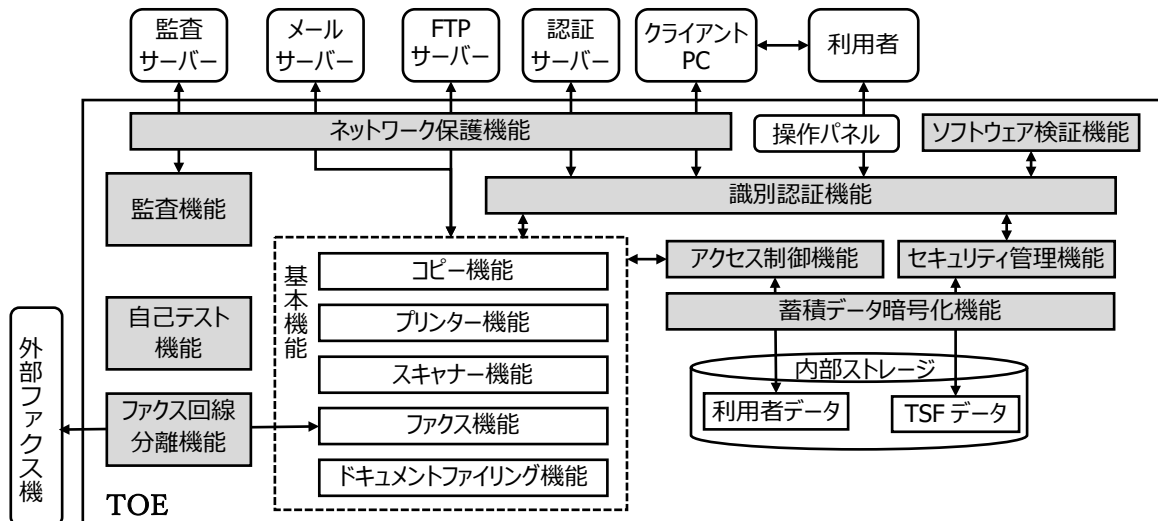 監査
サーバー
メール
サーバー
FTP
サーバー
認証
サーバー
クライアント
PC
利用者
ネットワーク保護機能
操作パネル
ソフトウェア検証機能
監査機能
識別認証機能
基本機能
コピー機能
プリンター機能
スキャナー機能
ファクス機能
ドキュメントファイリング機能
アクセス制御機能
セキュリティ管理機能
蓄積データ暗号化機能
内部ストレージ
利用者データ
TSF データ
自己テスト
機能
ファクス回線
分離機能
外部ファクス機
TOE